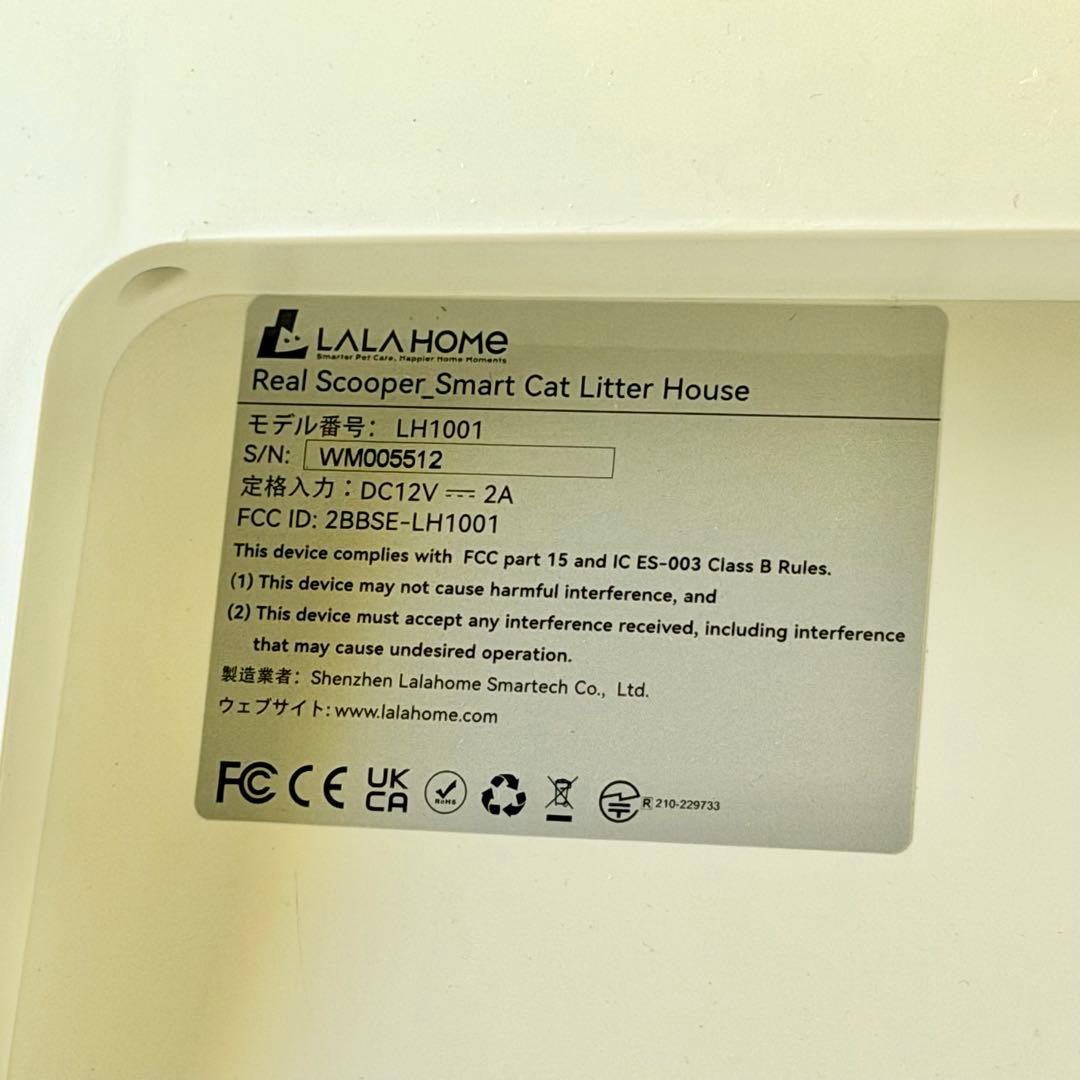 LALAHOME
Smarter Pet Care, Happier Home Moments
Real Scooper_Smart Cat Litter House
モデル番号： LH1001
S/N: WM005512
定格入力：DC12V ⎓ 2A
FCC ID: 2BBSE-LH1001
This device complies with FCC part 15 and IC ES-003 Class B Rules.
(1) This device may not cause harmful interference, and
(2) This device must accept any interference received, including interference
that may cause undesired operation.
製造業者： Shenzhen Lalahome Smartech Co., Ltd.
ウェブサイト: www.lalahome.com
FC CE UK CA RoHS R 210-229733